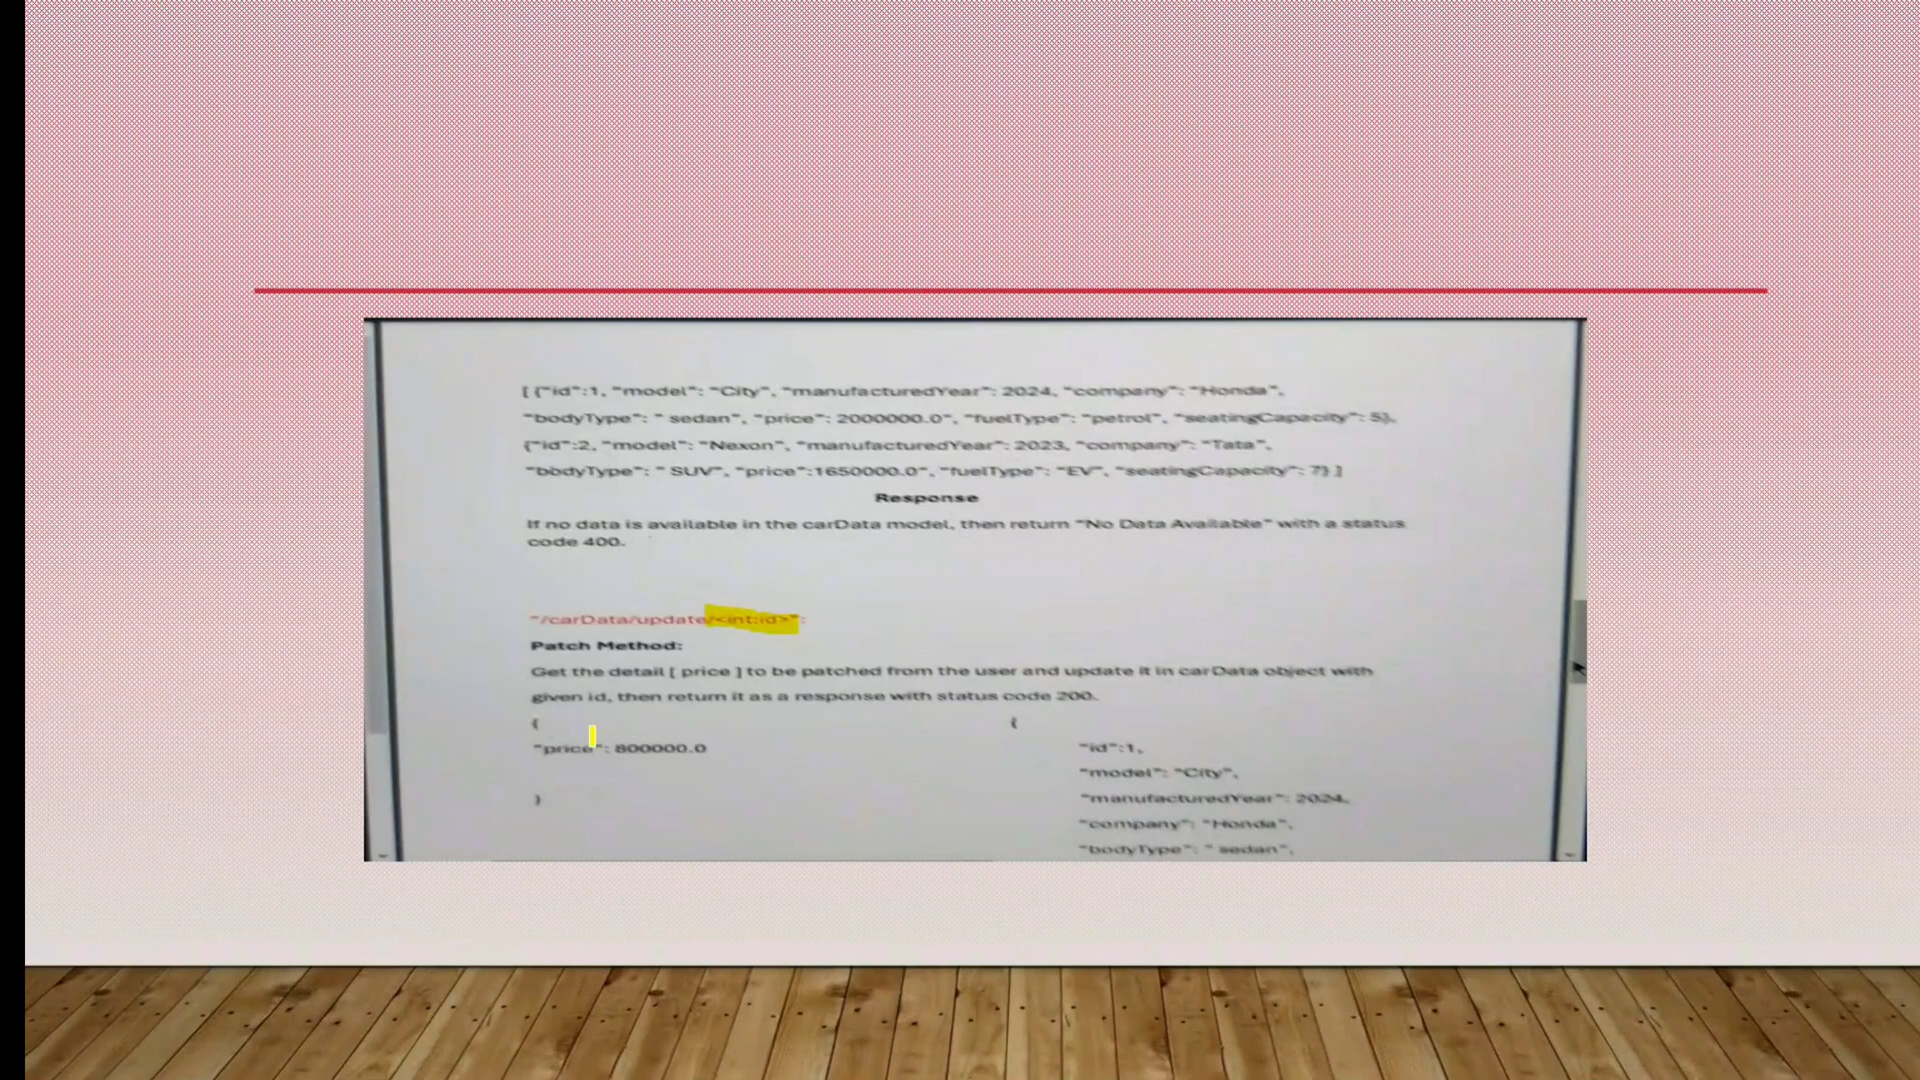 [ {"id":1, "model": "City", "manufacturedYear": 2024, "company": "Honda",
"bodyType": " sedan", "price": 2000000.0", "fuelType": "petrol", "seatingCapacity": 5},
{"id":2, "model": "Nexon", "manufacturedYear": 2023, "company": "Tata",
"bodyType": " SUV", "price":1650000.0", "fuelType": "EV", "seatingCapacity": 7} ]
Response
If no data is available in the carData model, then return "No Data Available" with a status
code 400.
"/carData/update/<int:id>":
Patch Method:
Get the detail [ price ] to be patched from the user and update it in carData object with
given id, then return it as a response with status code 200.
{
"price": 800000.0
}
{
"id":1,
"model": "City",
"manufacturedYear": 2024,
"company": "Honda",
"bodyType": " sedan",